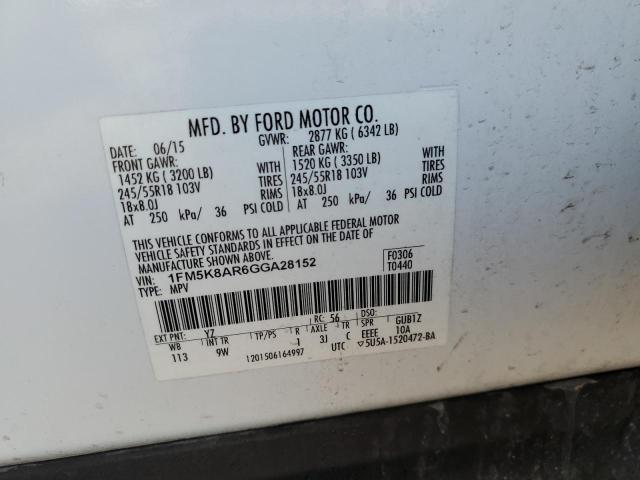 MFD. BY FORD MOTOR CO.
DATE: 06/15 GVWR: 2877 KG ( 6342 LB)
FRONT GAWR: REAR GAWR:
1452 KG ( 3200 LB) WITH 1520 KG ( 3350 LB) WITH
245/55R18 103V TIRES 245/55R18 103V TIRES
18x8.0J RIMS 18x8.0J RIMS
AT 250 kPa/ 36 PSI COLD AT 250 kPa/ 36 PSI COLD
THIS VEHICLE CONFORMS TO ALL APPLICABLE FEDERAL MOTOR
VEHICLE SAFETY STANDARDS IN EFFECT ON THE DATE OF
MANUFACTURE SHOWN ABOVE.
VIN: 1FM5K8AR6GGA28152 F0306
TYPE: MPV T0440
EXT PNT: YZ RC: 56 DSO:
WB INT TR TP/PS R AXLE TR SPR GUB1Z
113 9W 1 3J C EEEE 10A
1201506164997 UTC ▽5U5A-1520472-BA